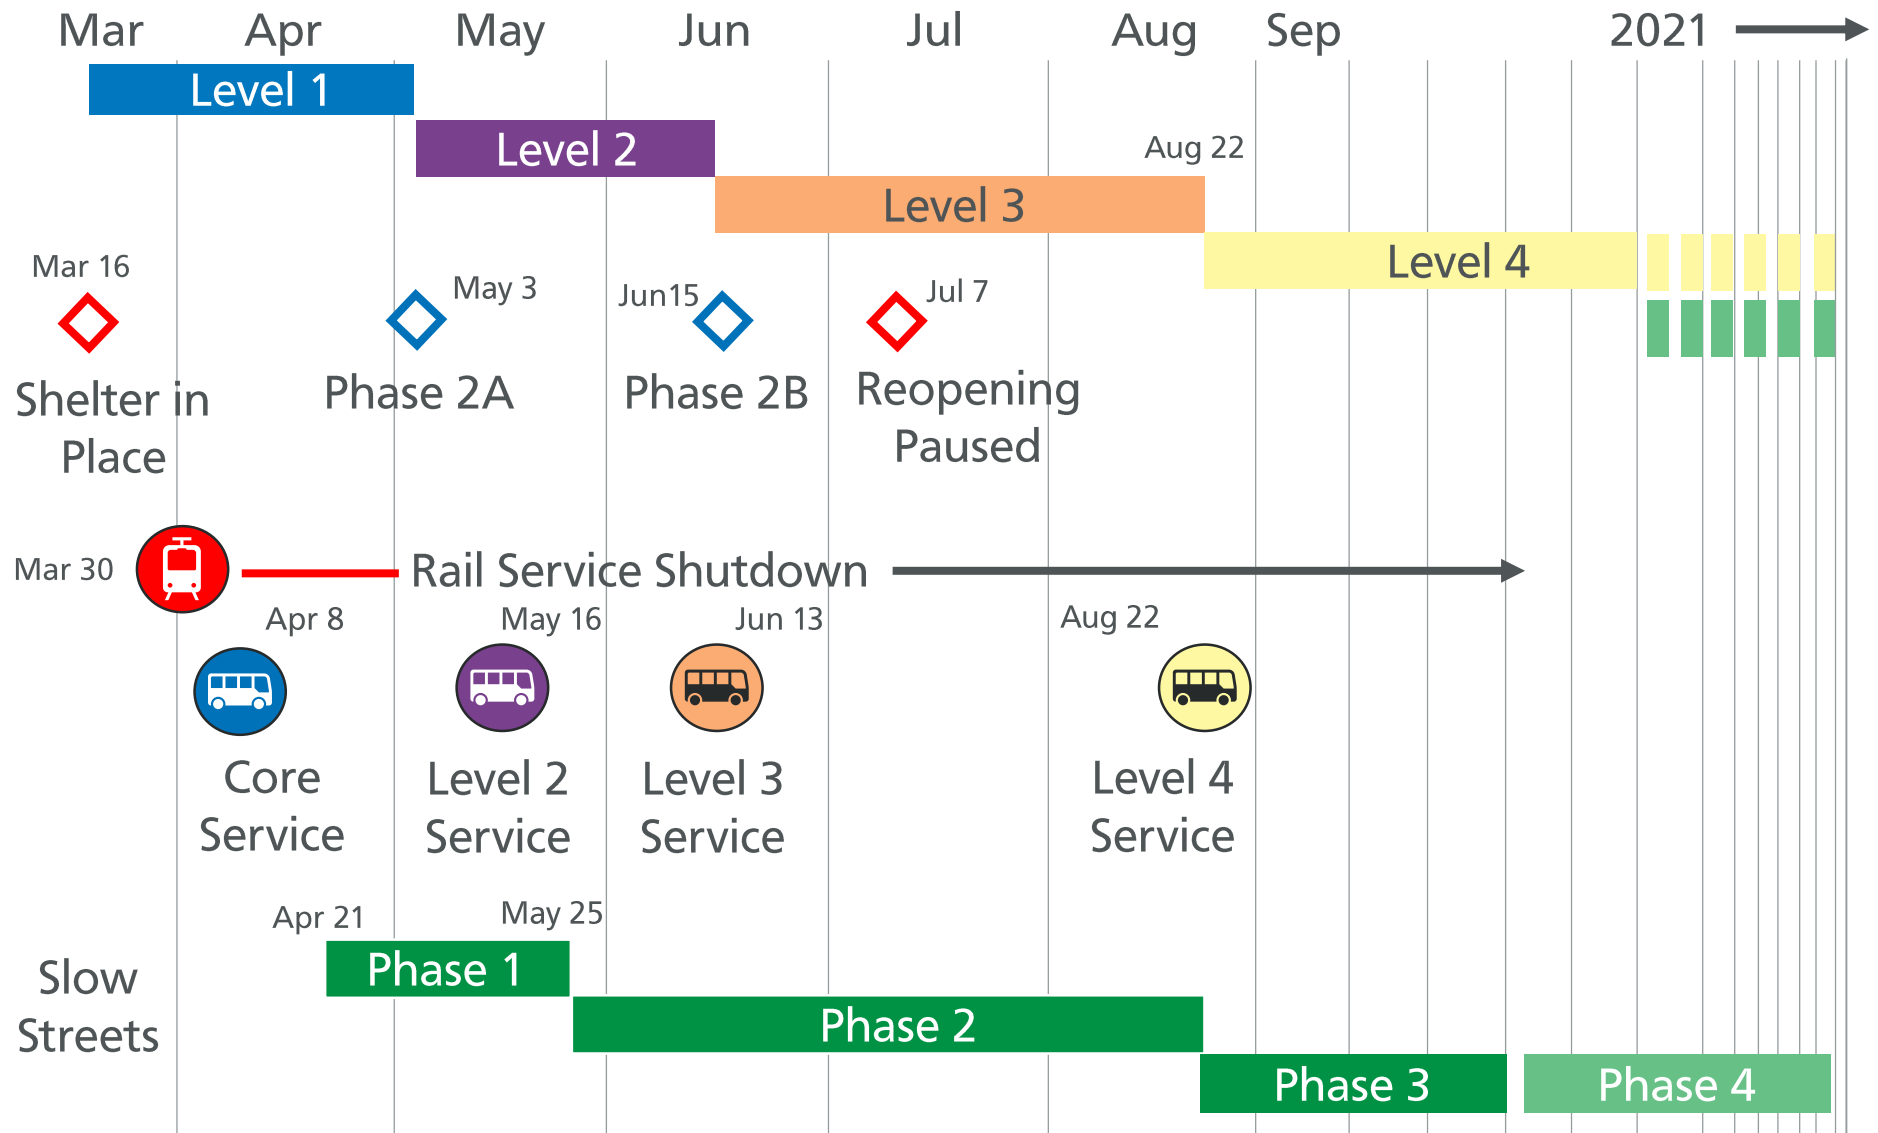 Mar Apr May Jun Jul Aug Sep 2021
Level 1
Level 2
Aug 22
Level 3
Level 4
Mar 16
May 3
Jun15
Jul 7
Shelter in
Place
Phase 2A
Phase 2B
Reopening
Paused
Mar 30
Rail Service Shutdown
Apr 8
May 16
Jun 13
Aug 22
Core
Service
Level 2
Service
Level 3
Service
Level 4
Service
Apr 21
May 25
Slow
Streets
Phase 1
Phase 2
Phase 3
Phase 4